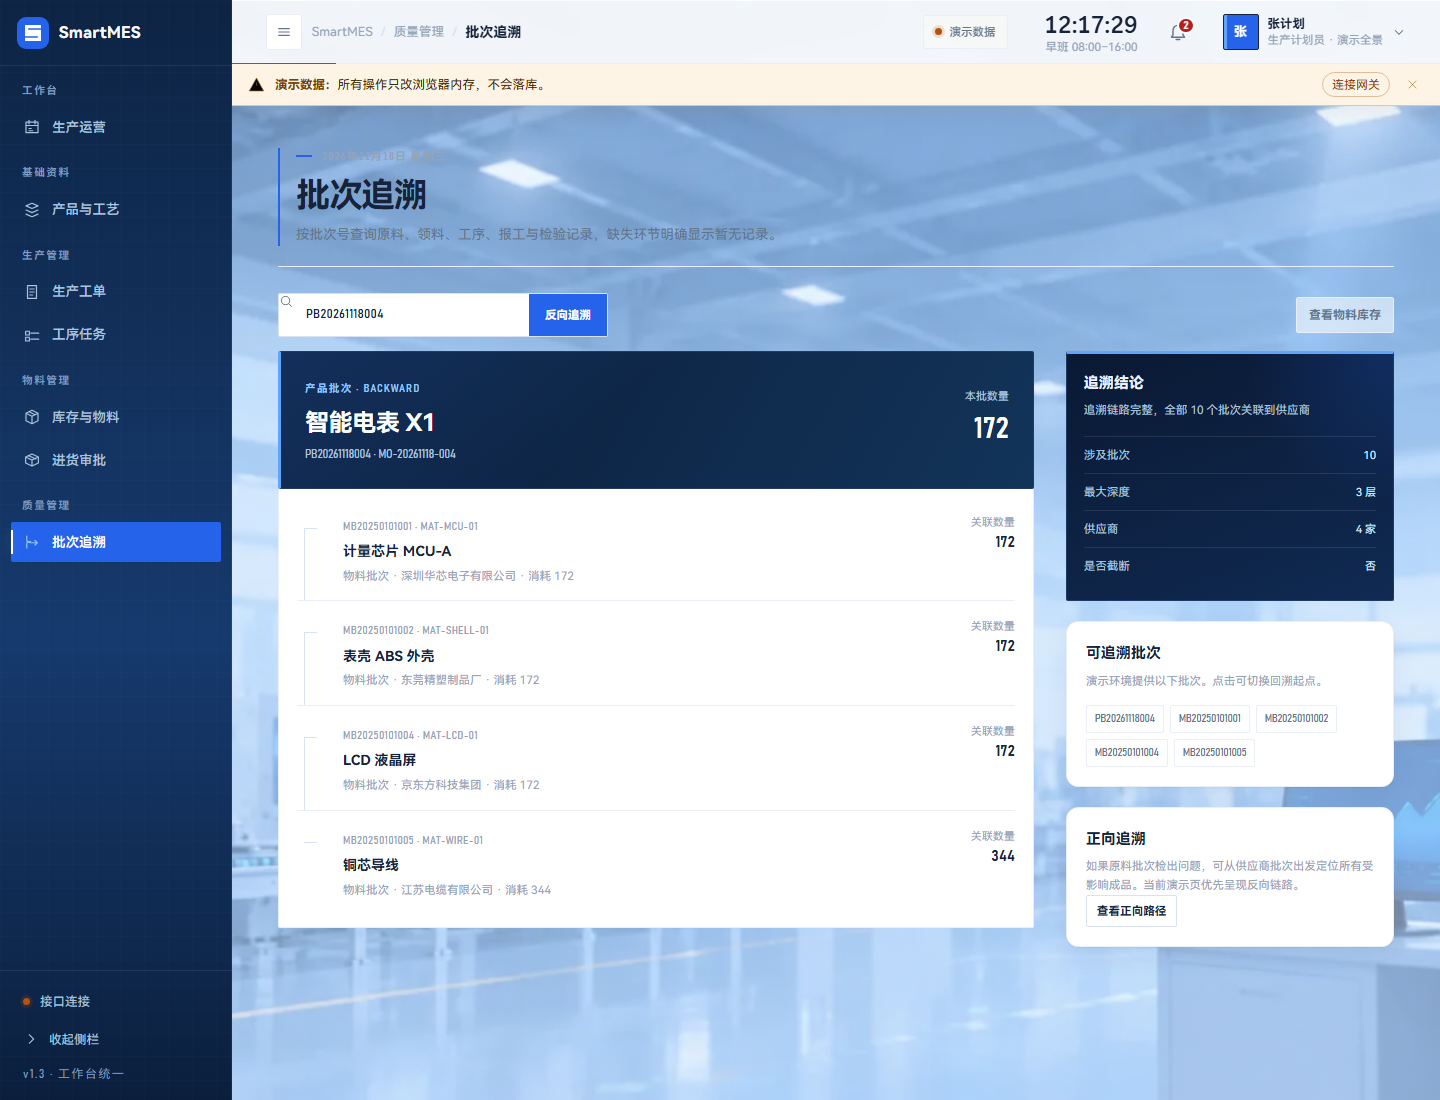 SmartMES
工作台
生产运营
基础资料
产品与工艺
生产管理
生产工单
工序任务
物料管理
库存与物料
进货审批
质量管理
批次追溯
接口连接
收起侧栏
v1.3 · 工作台统一
SmartMES / 质量管理 / 批次追溯
演示数据
12:17:29
早班 08:00–16:00
2
张
张计划
生产计划员 · 演示全景
演示数据：所有操作只改浏览器内存，不会落库。
连接网关
批次追溯
按批次号查询原料、领料、工序、报工与检验记录，缺失环节明确显示暂无记录。
PB20261118004
反向追溯
查看物料库存
产品批次 · BACKWARD
智能电表 X1
PB20261118004 · MO-20261118-004
本批数量
172
MB20250101001 · MAT-MCU-01
计量芯片 MCU-A
物料批次 · 深圳华芯电子有限公司 · 消耗 172
关联数量
172
MB20250101002 · MAT-SHELL-01
表壳 ABS 外壳
物料批次 · 东莞精塑制品厂 · 消耗 172
关联数量
172
MB20250101004 · MAT-LCD-01
LCD 液晶屏
物料批次 · 京东方科技集团 · 消耗 172
关联数量
172
MB20250101005 · MAT-WIRE-01
铜芯导线
物料批次 · 江苏电缆有限公司 · 消耗 344
关联数量
344
追溯结论
追溯链路完整，全部 10 个批次关联到供应商
涉及批次 10
最大深度 3 层
供应商 4 家
是否截断 否
可追溯批次
演示环境提供以下批次。点击可切换回溯起点。
PB20261118004 MB20250101001 MB20250101002
MB20250101004 MB20250101005
正向追溯
如果原料批次检出问题，可从供应商批次出发定位所有受
影响成品。当前演示页优先呈现反向链路。
查看正向路径